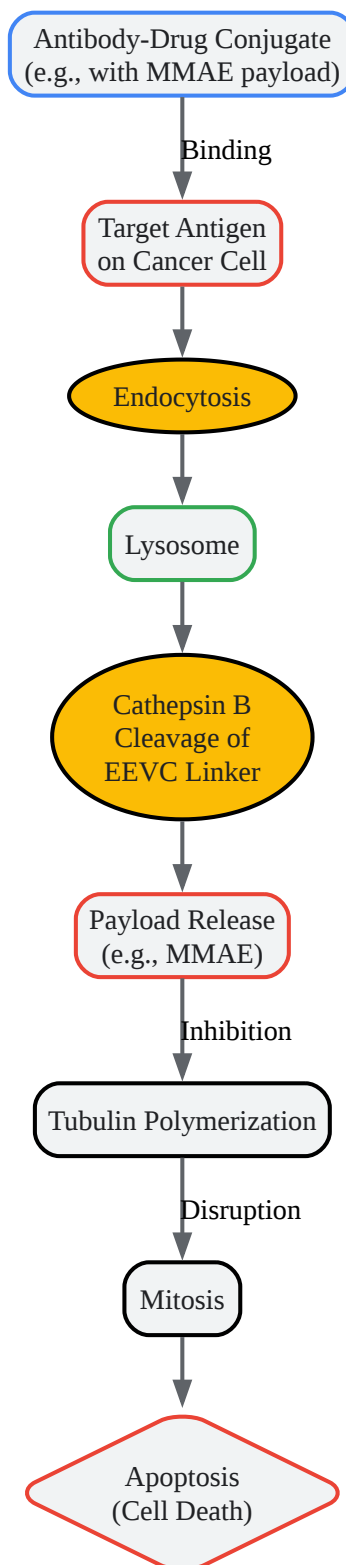 Antibody-Drug Conjugate
(e.g., with MMAE payload)
Binding
Target Antigen
on Cancer Cell
Endocytosis
Lysosome
Cathepsin B
Cleavage of
EEVC Linker
Payload Release
(e.g., MMAE)
Inhibition
Tubulin Polymerization
Disruption
Mitosis
Apoptosis
(Cell Death)